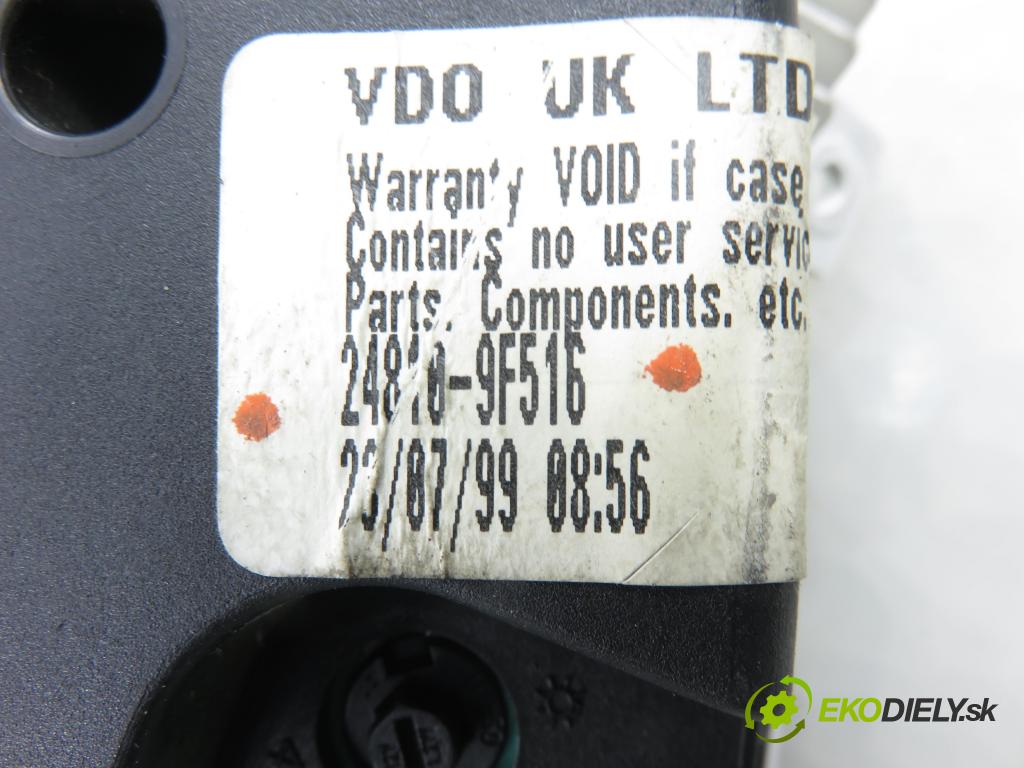 VDO UK LTD
Warranty VOID if case
Contains no user servic
Parts. Components. etc.
24810-9F516
23/07/99 08:56
EKODIELY.sk